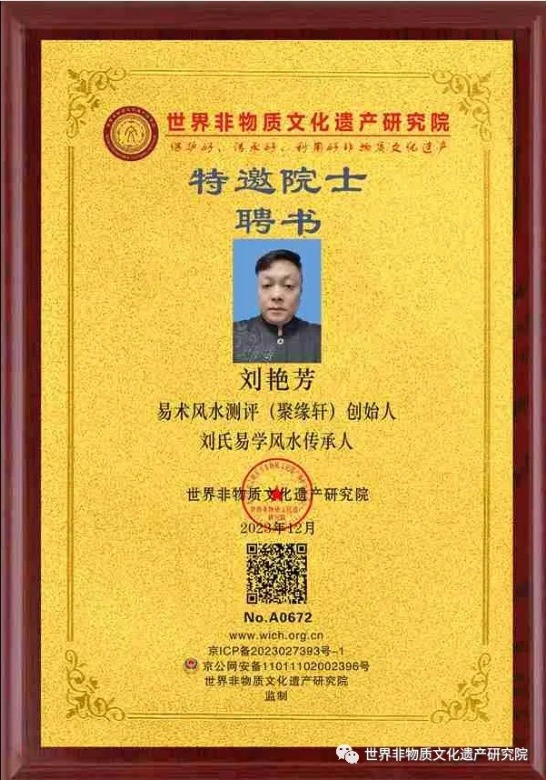 世界非物质文化遗产研究院
保护好、传承好、利用好非物质文化遗产
特邀院士
聘书
刘艳芳
易术风水测评（聚缘轩）创始人
刘氏易学风水传承人
世界非物质文化遗产研究院
2023年12月
No.A0672
www.wich.org.cn
京ICP备2023027393号-1
京公网安备11011102002396号
世界非物质文化遗产研究院
监制
世界非物质文化遗产研究院